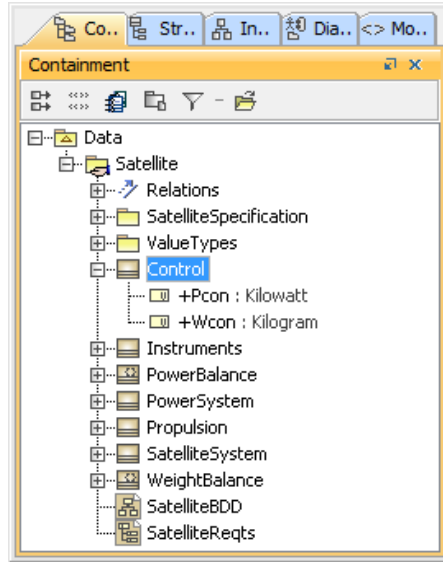 Co.. Str.. In.. Dia.. <> Mo..
Containment
Data
Satellite
Relations
SatelliteSpecification
ValueTypes
Control
+Pcon : Kilowatt
+Wcon : Kilogram
Instruments
PowerBalance
PowerSystem
Propulsion
SatelliteSystem
WeightBalance
SatelliteBDD
SatelliteReqts